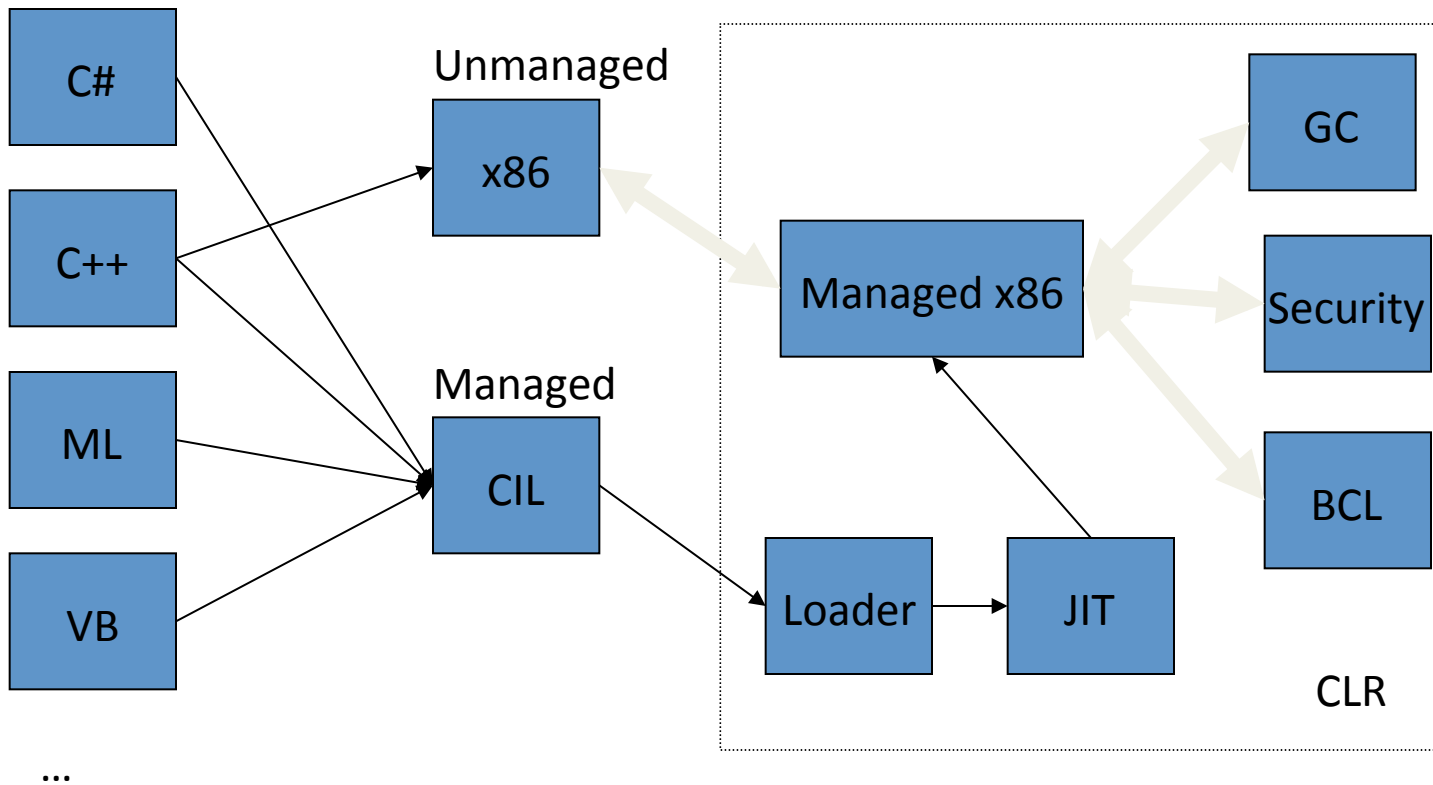 C#
C++
ML
VB
...
Unmanaged
x86
Managed
CIL
Managed x86
Loader
JIT
GC
Security
BCL
CLR